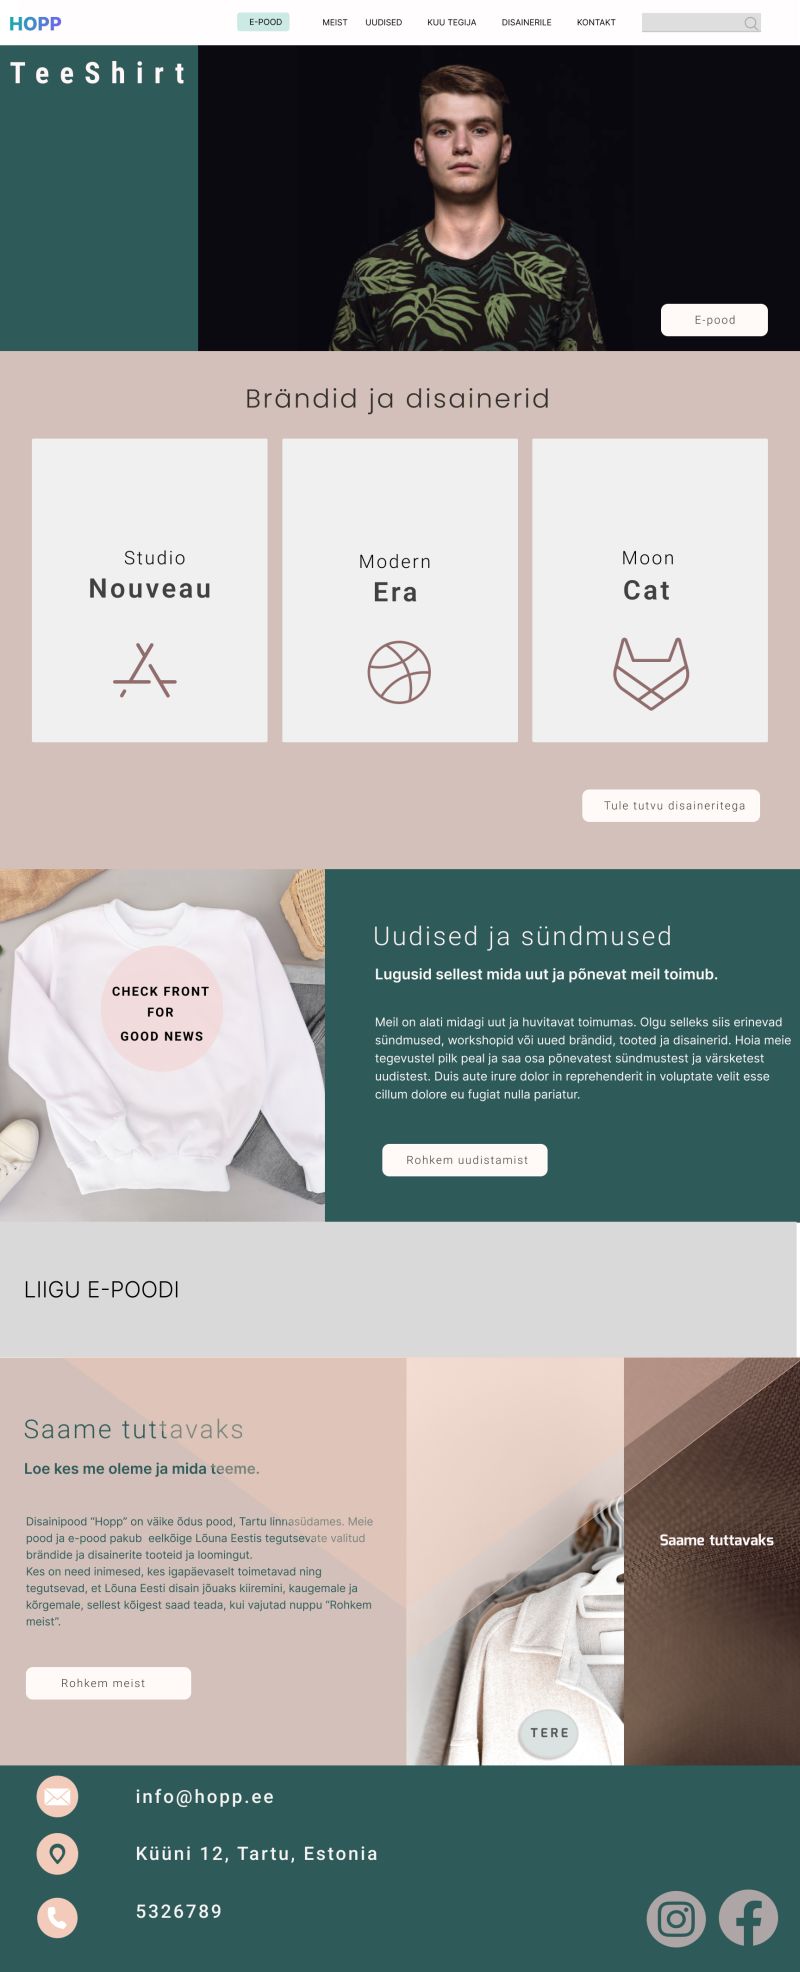 HOPP
E-POOD
MEIST
UUDISED
KUU TEGIJA
DISAINERILE
KONTAKT
TeeShirt
E-pood
Brändid ja disainerid
Studio
Nouveau
Modern
Era
Moon
Cat
Tule tutvu disaineritega
CHECK FRONT
FOR
GOOD NEWS
Uudised ja sündmused
Lugusid sellest mida uut ja põnevat meil toimub.
Meil on alati midagi uut ja huvitavat toimumas. Olgu selleks siis erinevad
sündmused, workshopid või uued brändid, tooted ja disainerid. Hoia meie
tegevustel pilk peal ja saa osa põnevatest sündmustest ja värsketest
uudistest. Duis aute irure dolor in reprehenderit in voluptate velit esse
cillum dolore eu fugiat nulla pariatur.
Rohkem uudistamist
LIIGU E-POODI
Saame tuttavaks
Loe kes me oleme ja mida teeme.
Disainipood “Hopp” on väike õdus pood, Tartu linnasüdames. Meie
pood ja e-pood pakub eelkõige Lõuna Eestis tegutsevate valitud
brändide ja disainerite tooteid ja loomingut.
Kes on need inimesed, kes igapäevaselt toimetavad ning
tegutsevad, et Lõuna Eesti disain jõuaks kiiremini, kaugemale ja
kõrgemale, sellest kõigest saad teada, kui vajutad nuppu “Rohkem
meist”.
Rohkem meist
TERE
Saame tuttavaks
info@hopp.ee
Küüni 12, Tartu, Estonia
5326789